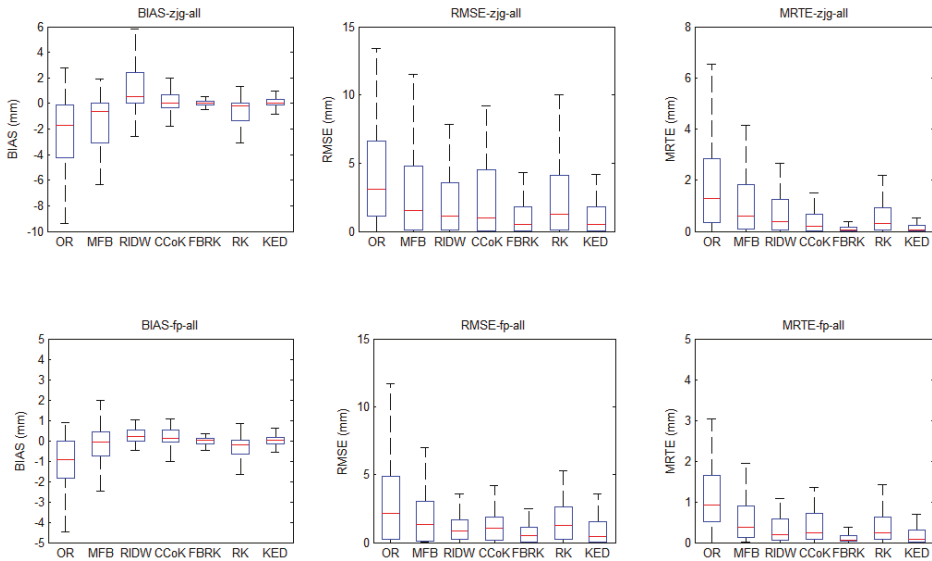 BIAS-zjg-all
BIAS (mm)
6
4
2
0
-2
-4
-6
-8
-10
OR MFB RIDW CCoK FBRK RK KED
RMSE-zjg-all
RMSE (mm)
15
10
5
0
OR MFB RIDW CCoK FBRK RK KED
MRTE-zjg-all
MRTE (mm)
8
6
4
2
0
OR MFB RIDW CCoK FBRK RK KED
BIAS-fp-all
BIAS (mm)
5
4
3
2
1
0
-1
-2
-3
-4
-5
OR MFB RIDW CCoK FBRK RK KED
RMSE-fp-all
RMSE (mm)
15
10
5
0
OR MFB RIDW CCoK FBRK RK KED
MRTE-fp-all
MRTE (mm)
5
4
3
2
1
0
OR MFB RIDW CCoK FBRK RK KED